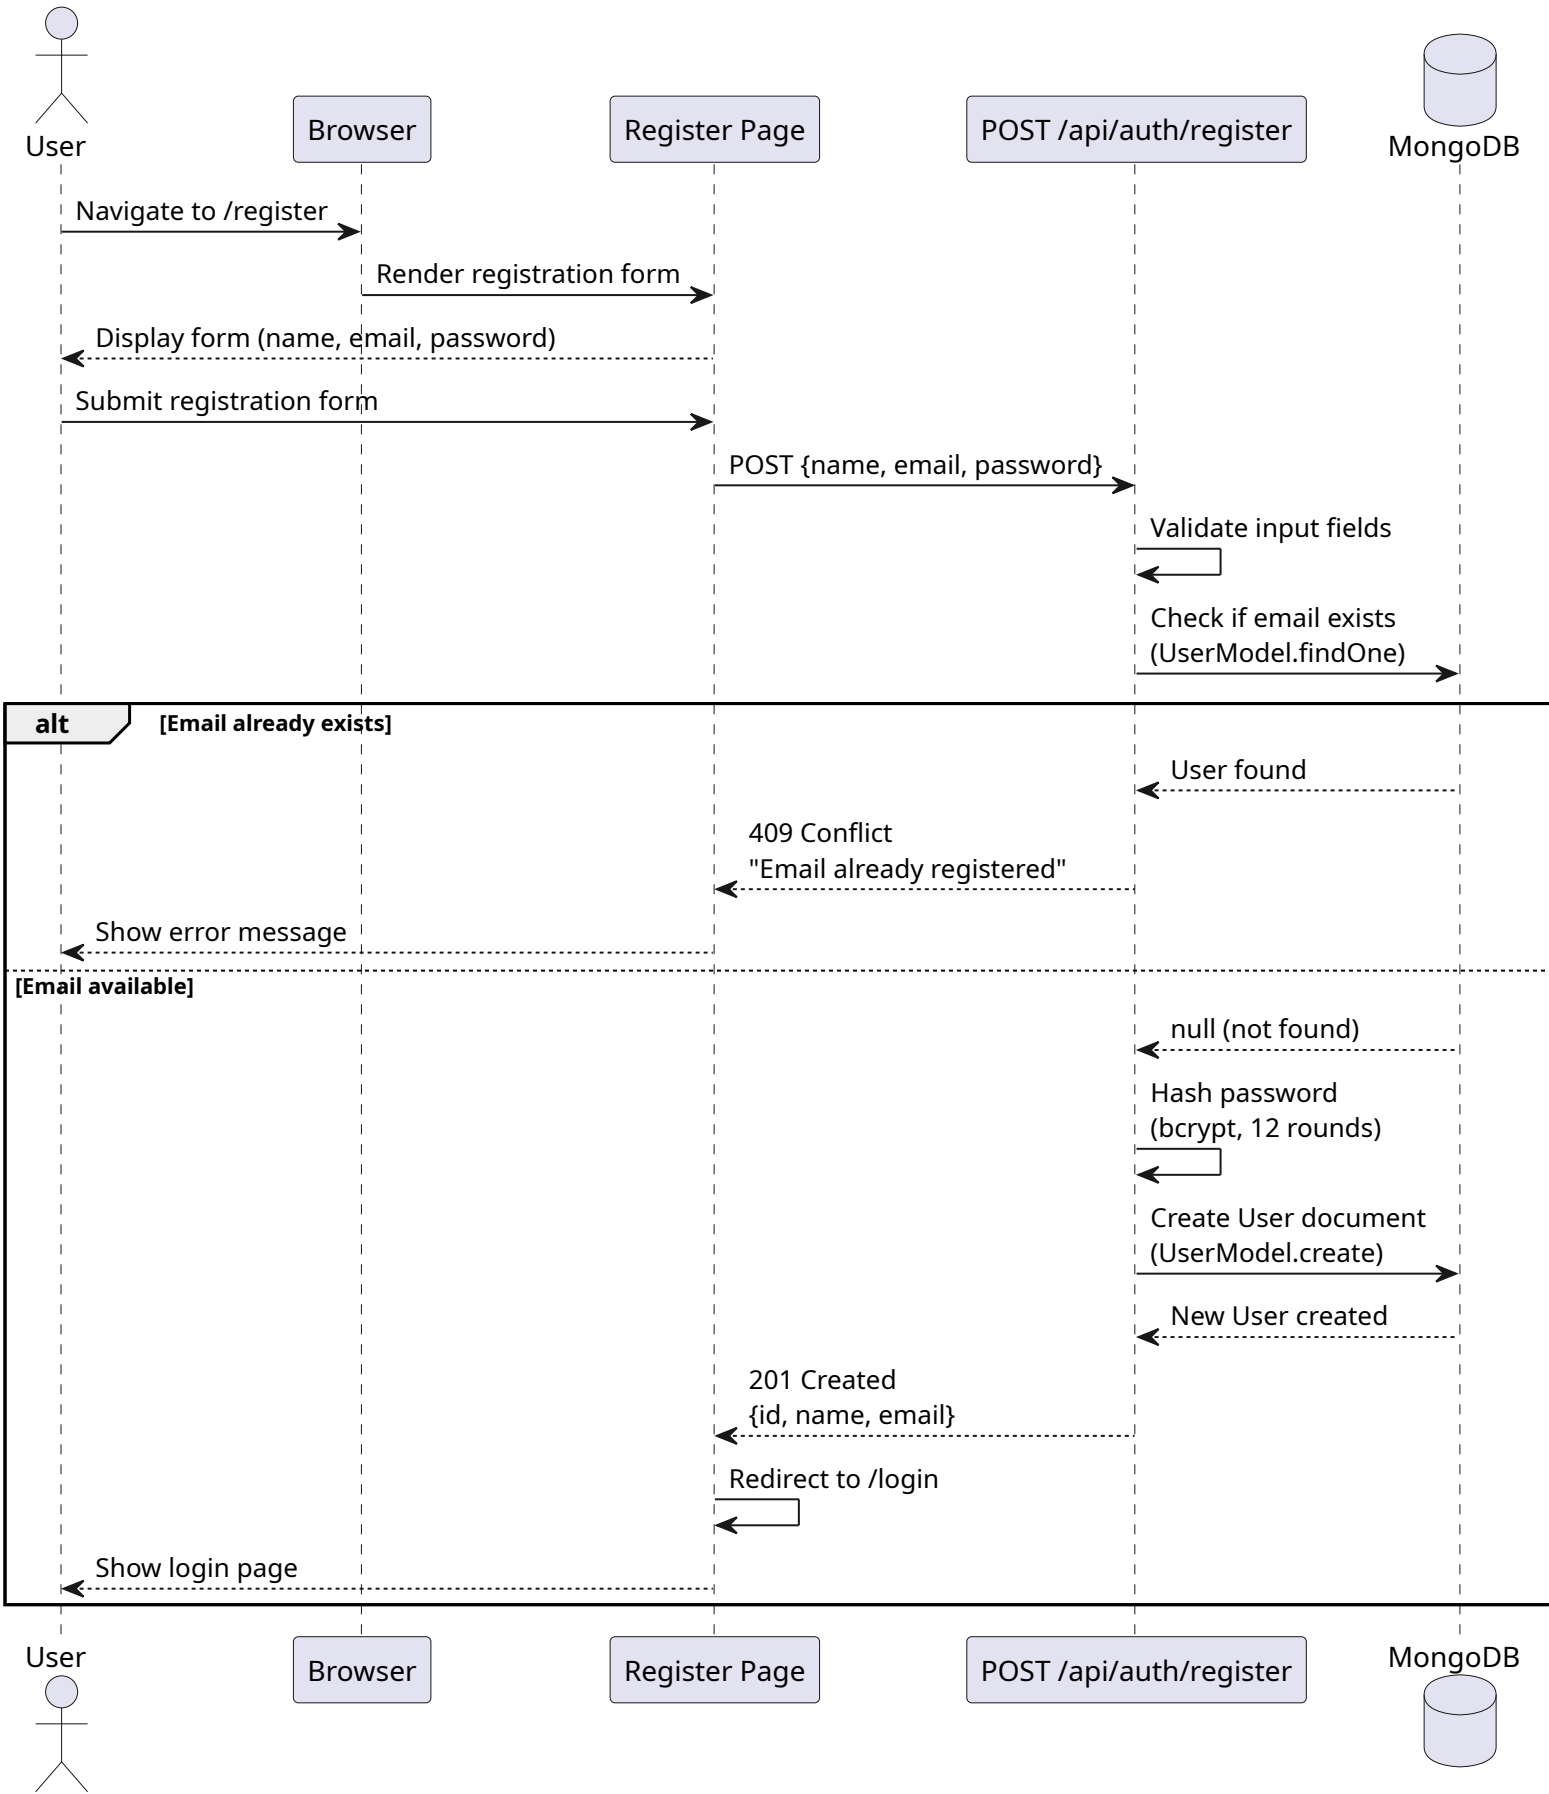 User
Browser
Register Page
POST /api/auth/register
MongoDB
Navigate to /register
Render registration form
Display form (name, email, password)
Submit registration form
POST {name, email, password}
Validate input fields
Check if email exists
(UserModel.findOne)
alt
[Email already exists]
User found
409 Conflict
"Email already registered"
Show error message
[Email available]
null (not found)
Hash password
(bcrypt, 12 rounds)
Create User document
(UserModel.create)
New User created
201 Created
{id, name, email}
Redirect to /login
Show login page
User
Browser
Register Page
POST /api/auth/register
MongoDB